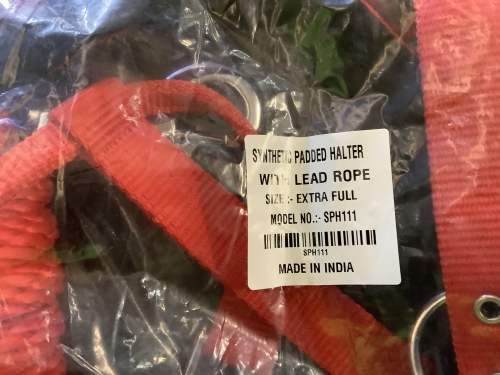 SYNTHETIC PADDED HALTER
WITH LEAD ROPE
SIZE :- EXTRA FULL
MODEL NO.:- SPH111
SPH111
MADE IN INDIA